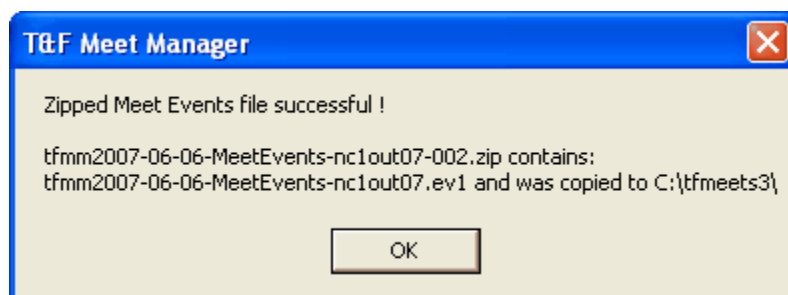 T&F Meet Manager
Zipped Meet Events file successful !
tfmm2007-06-06-MeetEvents-nc1out07-002.zip contains:
tfmm2007-06-06-MeetEvents-nc1out07.ev1 and was copied to C:\tfmeets3\
OK